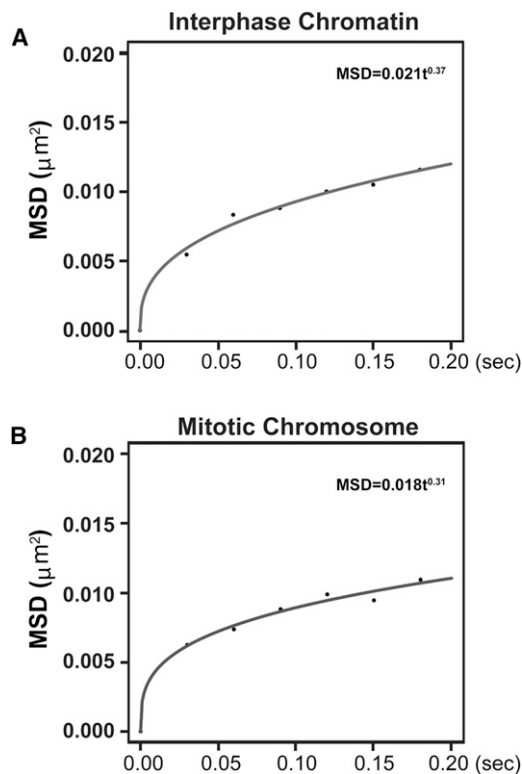 A
Interphase Chromatin
MSD=0.021t^0.37
MSD (μm²)
0.020
0.015
0.010
0.005
0.000
0.00 0.05 0.10 0.15 0.20 (sec)
B
Mitotic Chromosome
MSD=0.018t^0.31
MSD (μm²)
0.020
0.015
0.010
0.005
0.000
0.00 0.05 0.10 0.15 0.20 (sec)